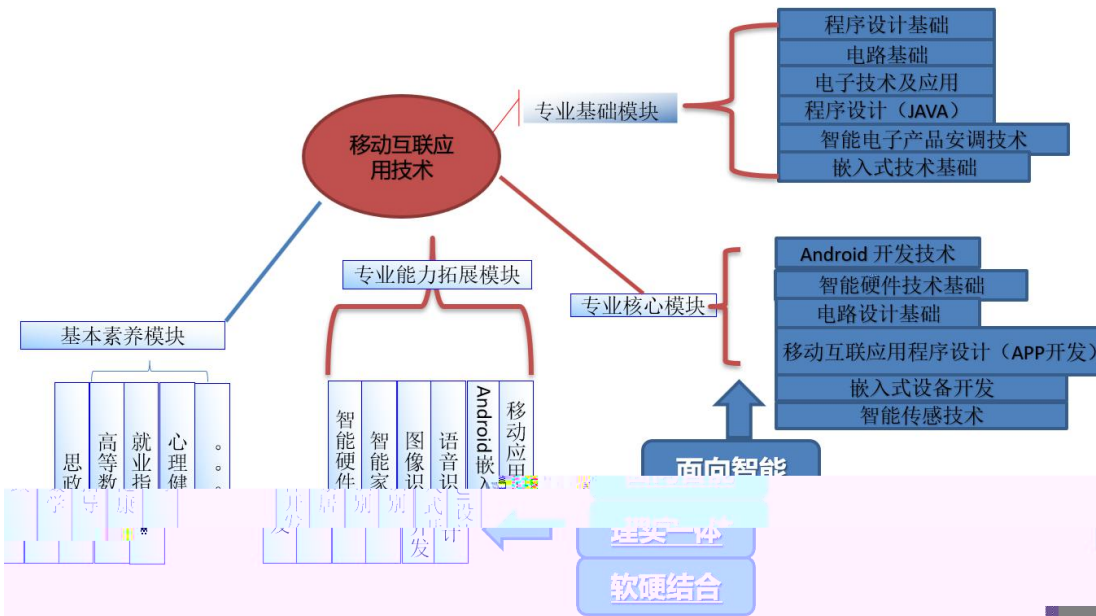 移动互联应
用技术
专业基础模块
程序设计基础
电路基础
电子技术及应用
程序设计（JAVA）
智能电子产品安调技术
嵌入式技术基础
专业核心模块
Android 开发技术
智能硬件技术基础
电路设计基础
移动互联应用程序设计（APP开发）
嵌入式设备开发
智能传感技术
专业能力拓展模块
智能硬件
智能家
图像识
语音识
Android嵌入
移动应用
基本素养模块
思政
高等数
就业指
心理健
。。。
面向智能
理实一体
软硬结合